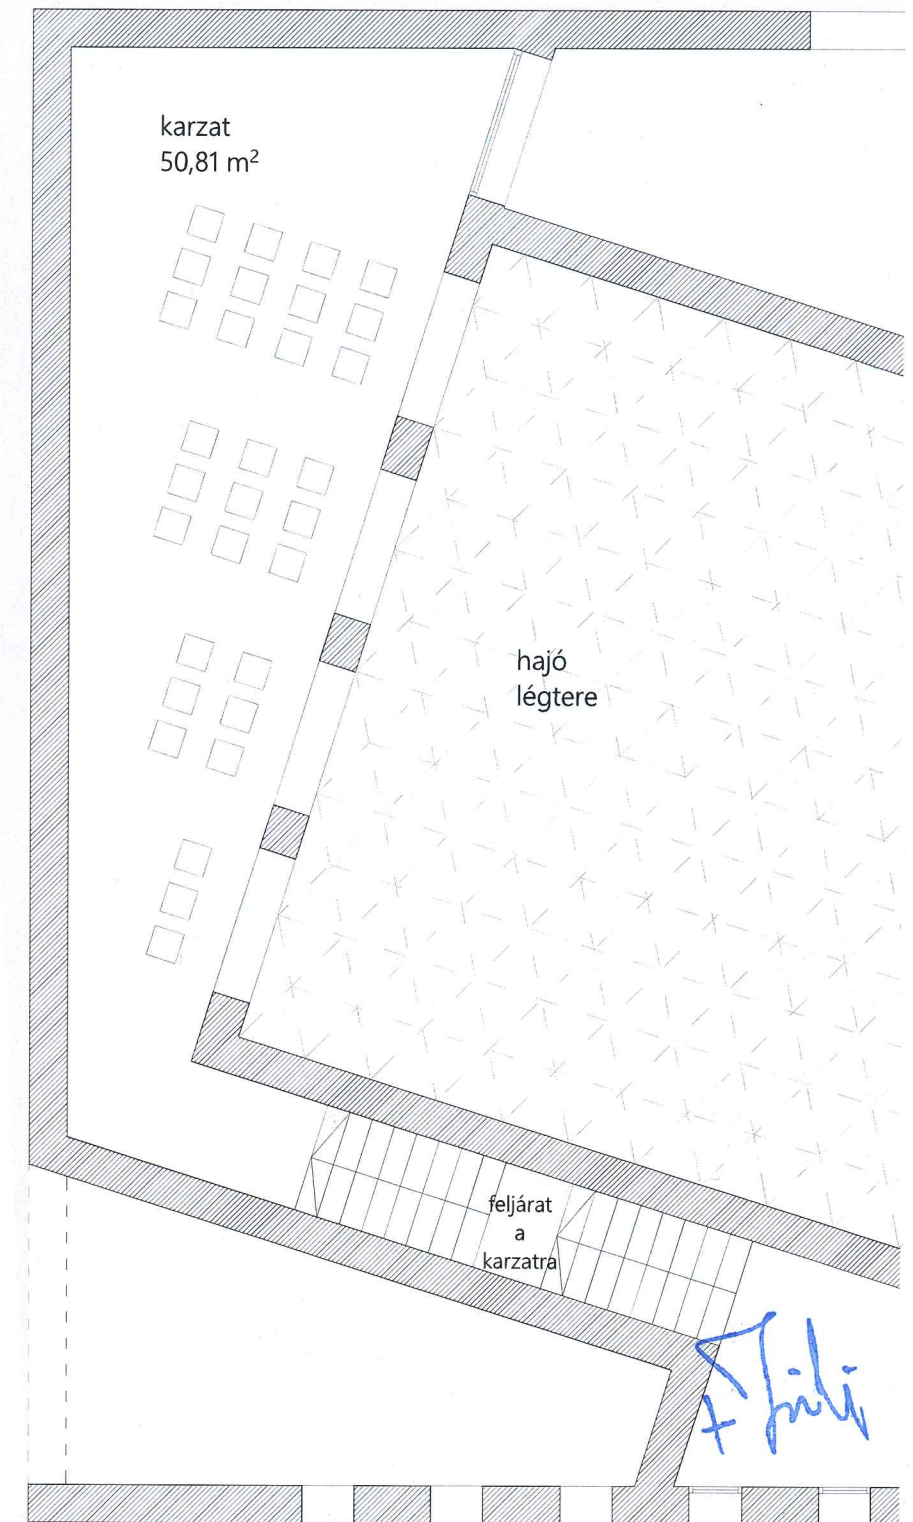 karzat
50,81 m²
hajó
légtere
feljárat
a
karzatra